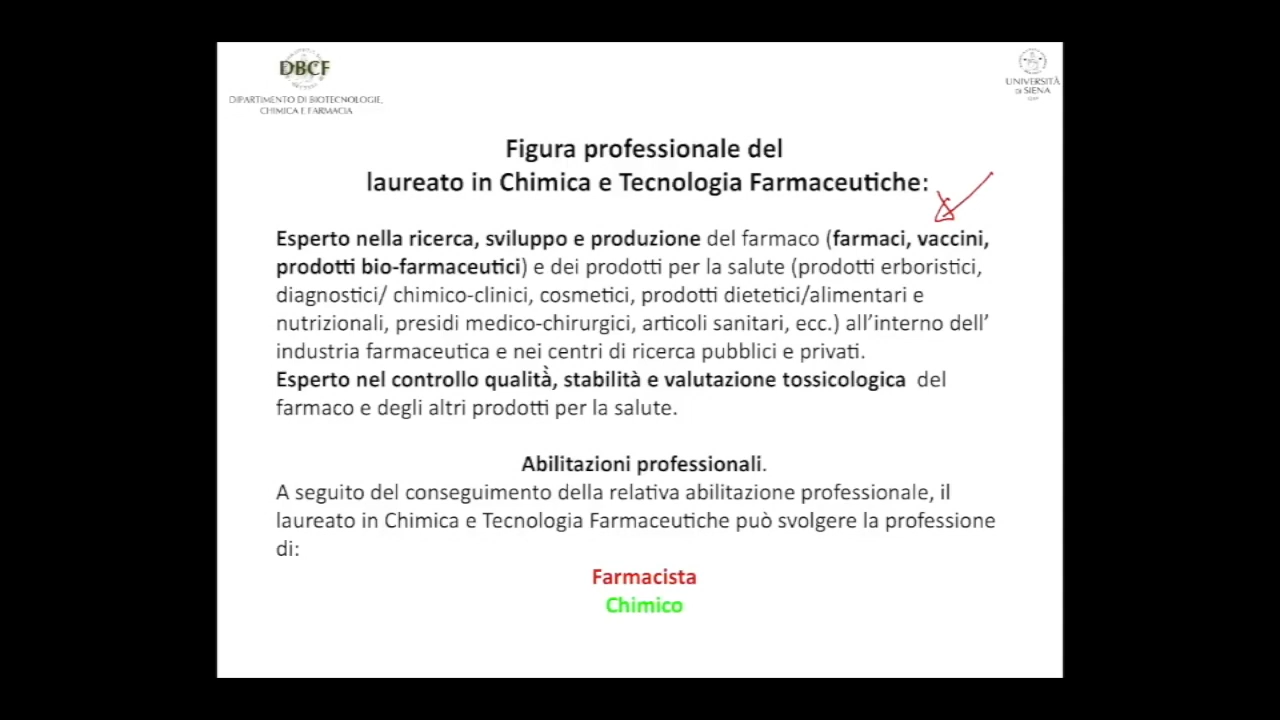 DBCF
DIPARTIMENTO DI BIOTECNOLOGIE,
CHIMICA E FARMACIA
UNIVERSITÀ
DI SIENA
Figura professionale del
laureato in Chimica e Tecnologia Farmaceutiche:
Esperto nella ricerca, sviluppo e produzione del farmaco (farmaci, vaccini,
prodotti bio-farmaceutici) e dei prodotti per la salute (prodotti erboristici,
diagnostici/ chimico-clinici, cosmetici, prodotti dietetici/alimentari e
nutrizionali, presidi medico-chirurgici, articoli sanitari, ecc.) all’interno dell’
industria farmaceutica e nei centri di ricerca pubblici e privati.
Esperto nel controllo qualità, stabilità e valutazione tossicologica del
farmaco e degli altri prodotti per la salute.
Abilitazioni professionali.
A seguito del conseguimento della relativa abilitazione professionale, il
laureato in Chimica e Tecnologia Farmaceutiche può svolgere la professione
di:
Farmacista
Chimico